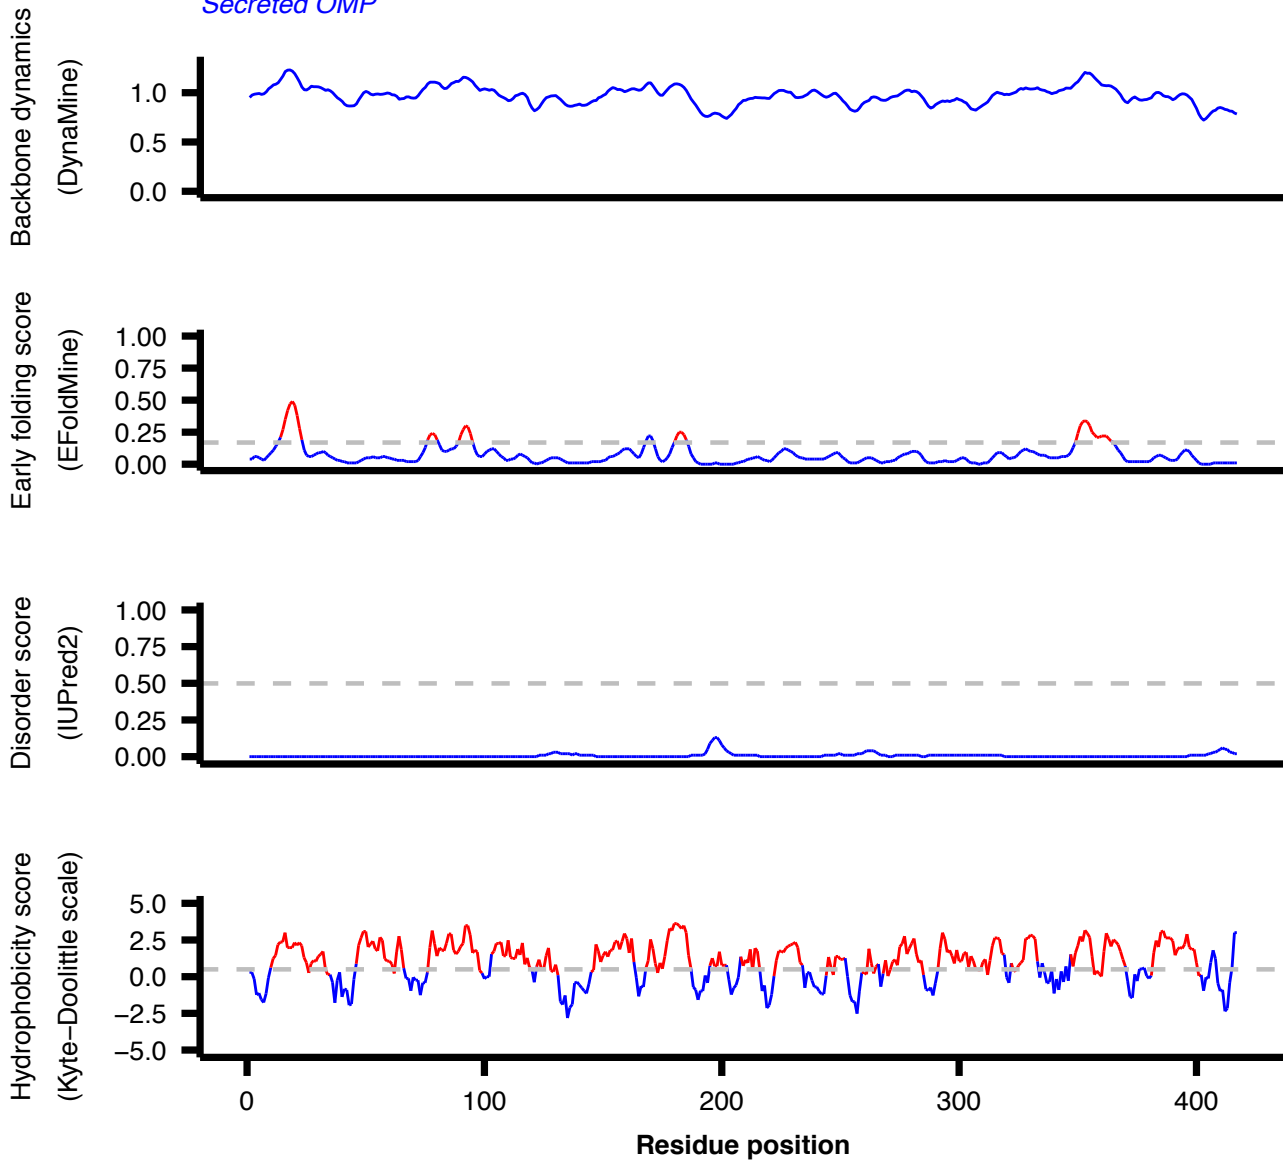 Secreted OMP
Backbone dynamics
(DynaMine)
1.0
0.5
0.0
Early folding score
(EFoldMine)
1.00
0.75
0.50
0.25
0.00
Disorder score
(IUPred2)
1.00
0.75
0.50
0.25
0.00
Hydrophobicity score
(Kyte−Doolittle scale)
5.0
2.5
0.0
−2.5
−5.0
0 100 200 300 400
Residue position